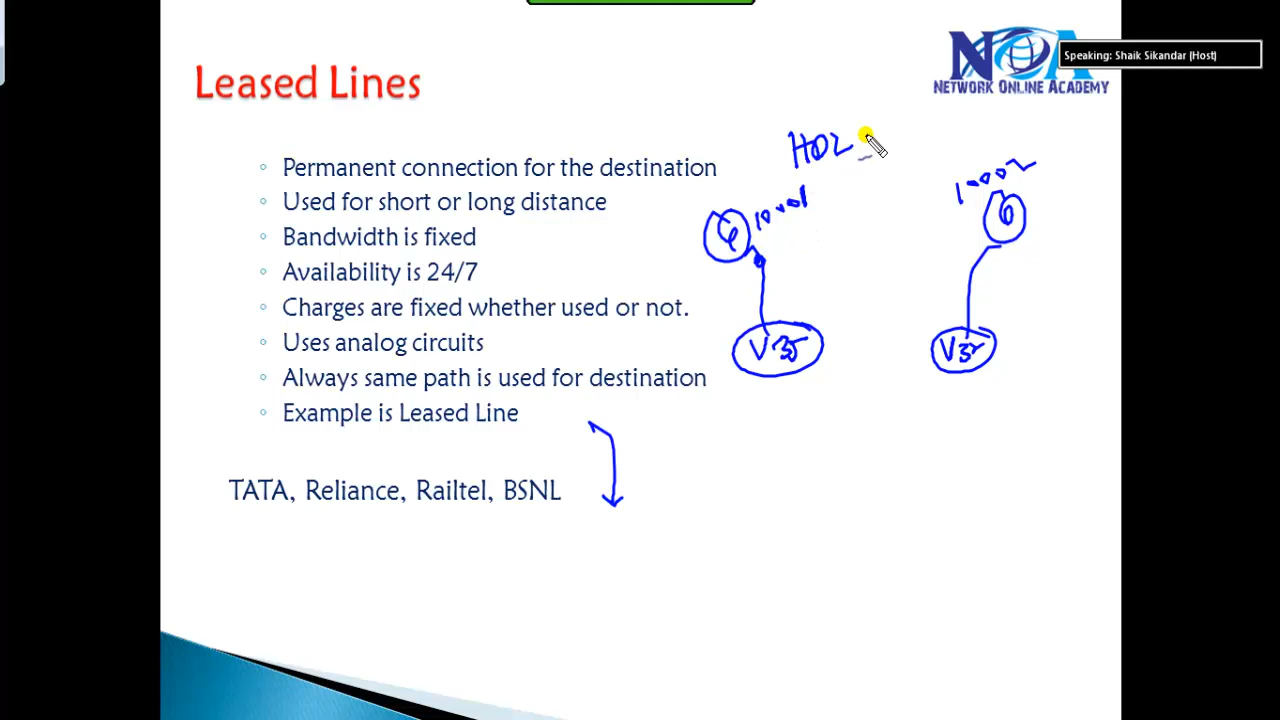 NOA
NETWORK ONLINE ACADEMY
Speaking: Shaik Sikandar (Host)
Leased Lines
Permanent connection for the destination
Used for short or long distance
Bandwidth is fixed
Availability is 24/7
Charges are fixed whether used or not.
Uses analog circuits
Always same path is used for destination
Example is Leased Line
TATA, Reliance, Railtel, BSNL
V35